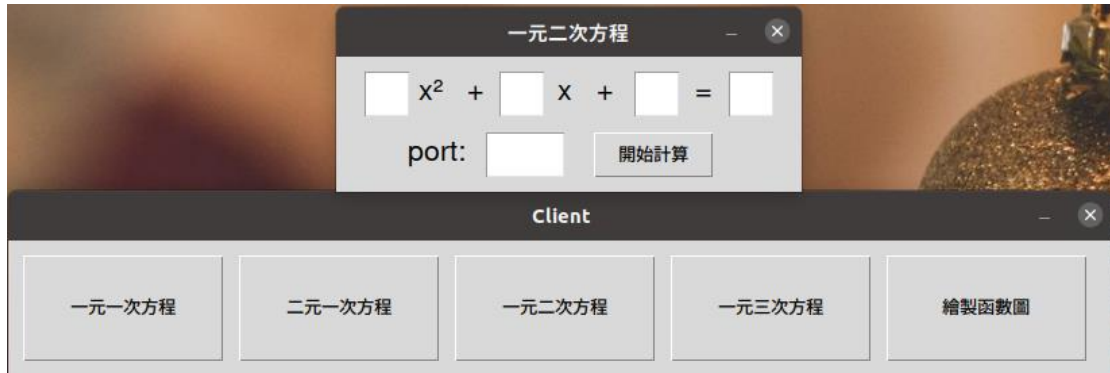 一元二次方程
x² + x + =
port: 開始計算
Client
一元一次方程 二元一次方程 一元二次方程 一元三次方程 繪製函數圖